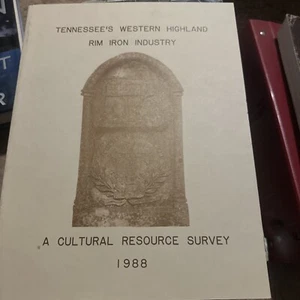 TENNESSEE'S WESTERN HIGHLAND
RIM IRON INDUSTRY
A CULTURAL RESOURCE SURVEY
1988